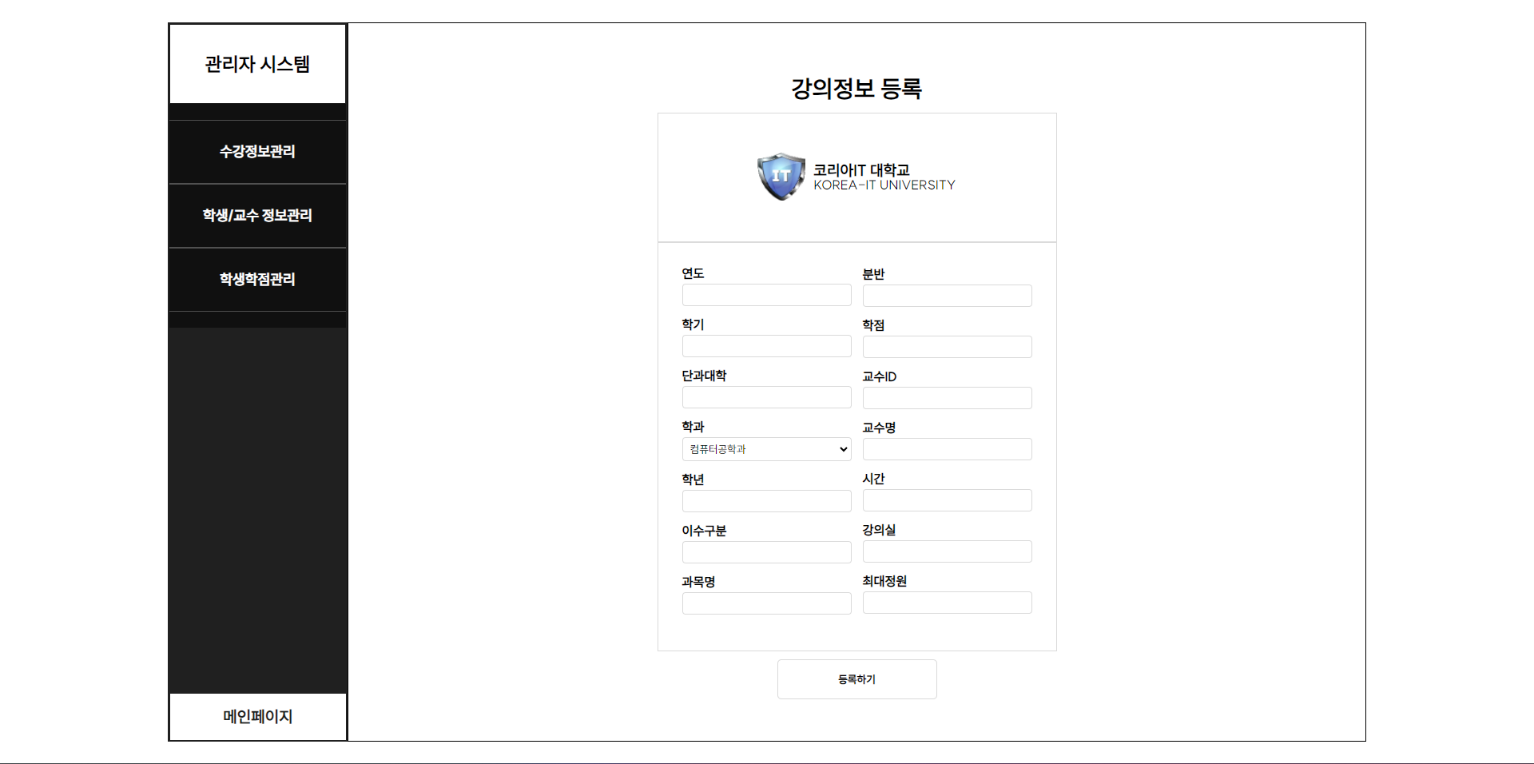 관리자 시스템
수강정보관리
학생/교수 정보관리
학생학점관리
메인페이지
강의정보 등록
IT
코리아IT 대학교
KOREA-IT UNIVERSITY
연도
분반
학기
학점
단과대학
교수ID
학과
컴퓨터공학과
교수명
학년
시간
이수구분
강의실
과목명
최대정원
등록하기